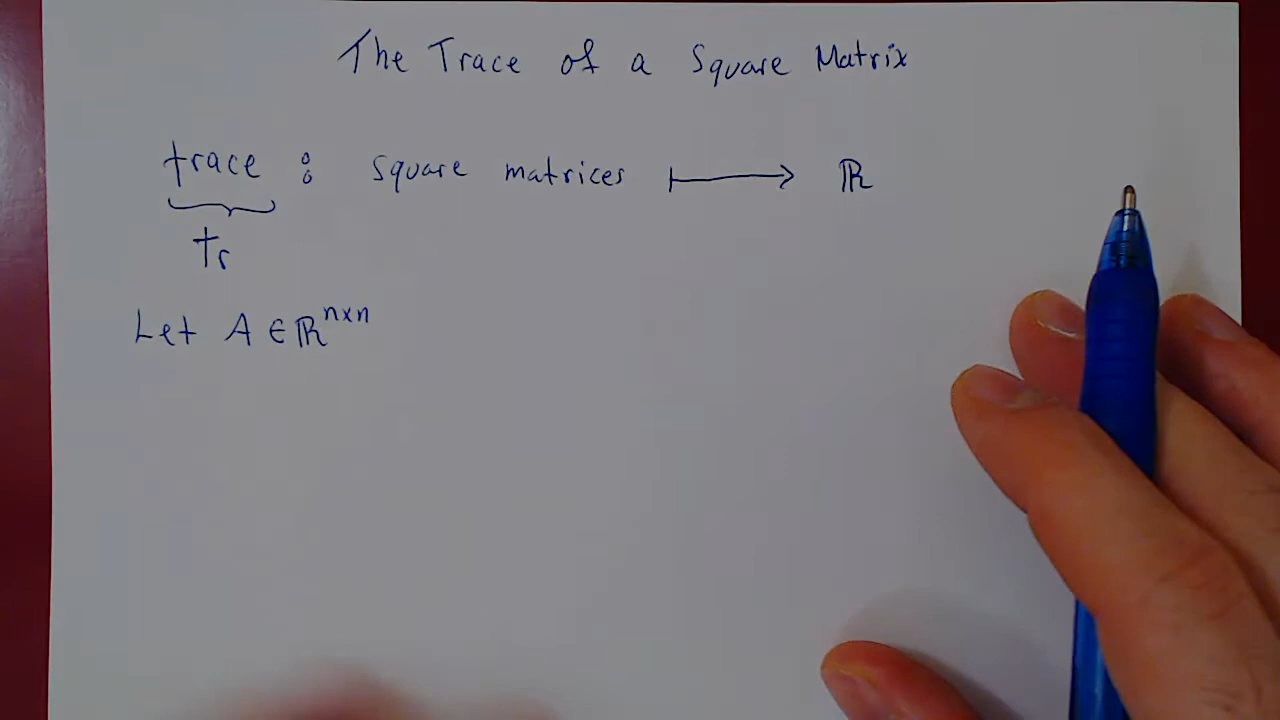 The Trace of a Square Matrix
trace : square matrices ↦ ℝ
tr
Let A ∈ ℝ^{n×n}